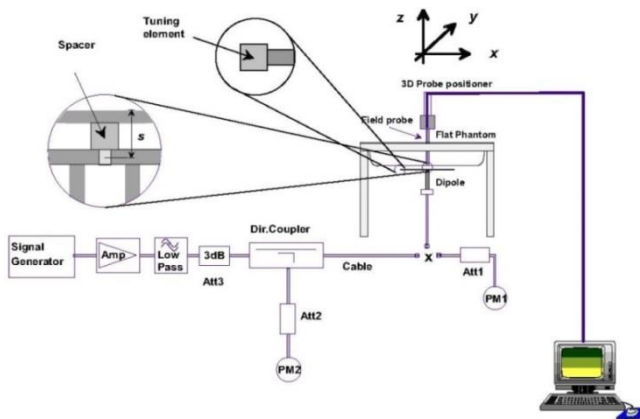 Tuning
element
Spacer
s
z
y
x
3D Probe positioner
Field probe
Flat Phantom
Dipole
Signal
Generator
Amp
Low
Pass
3dB
Att3
Dir.Coupler
Cable
X
Att1
PM1
Att2
PM2